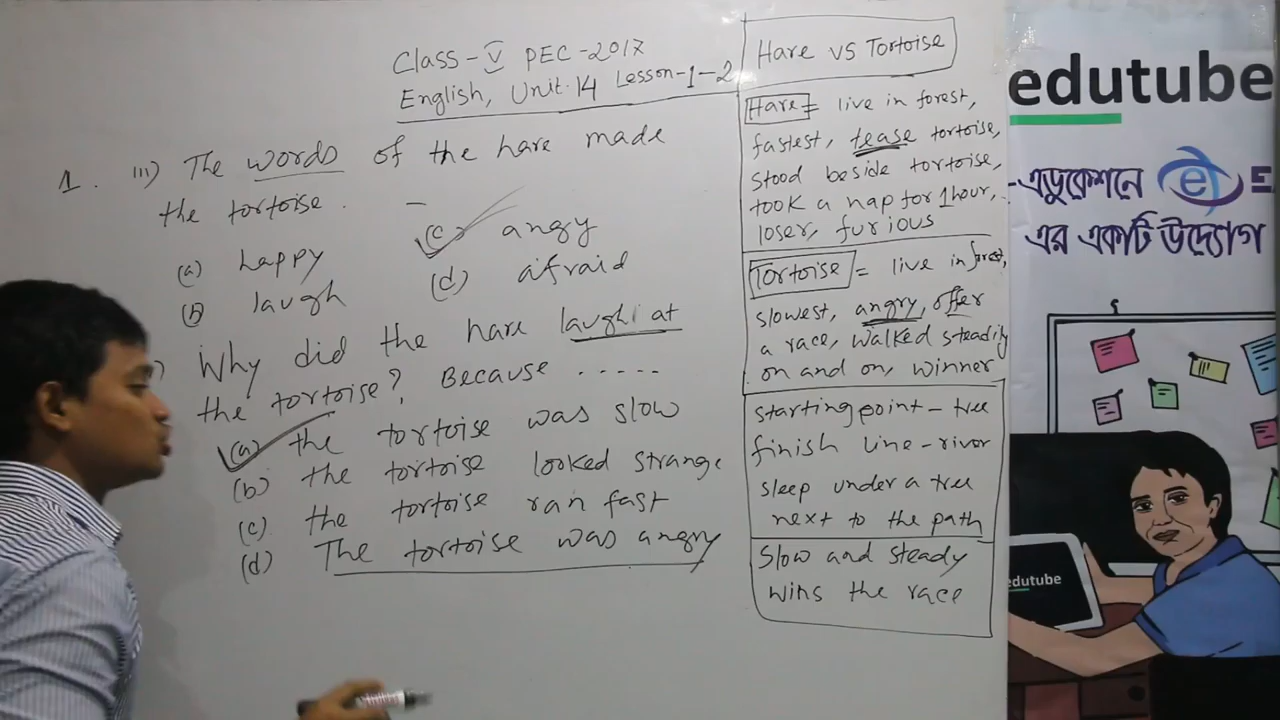 Class - V PEC - 2017
English, Unit. 14 Lesson - 1 - 2
1. iii) The words of the hare made
the tortoise.
(a) happy
(b) laugh
(c) angry
(d) afraid
) Why did the hare laugh at
the tortoise? Because .....
(a) the tortoise was slow
(b) the tortoise looked strange
(c) the tortoise ran fast
(d) The tortoise was angry
Hare vs Tortoise
Hare = live in forest,
fastest, tease tortoise,
stood beside tortoise,
took a nap for 1 hour,
loser, furious
Tortoise = live in forest,
slowest, angry, offer
a race, walked steadily
on and on, winner
starting point - tree
finish line - rivor
sleep under a tree
next to the path
Slow and steady
wins the race
edutube
-এডুকেশনে e E
এর একটি উদ্যোগ
edutube